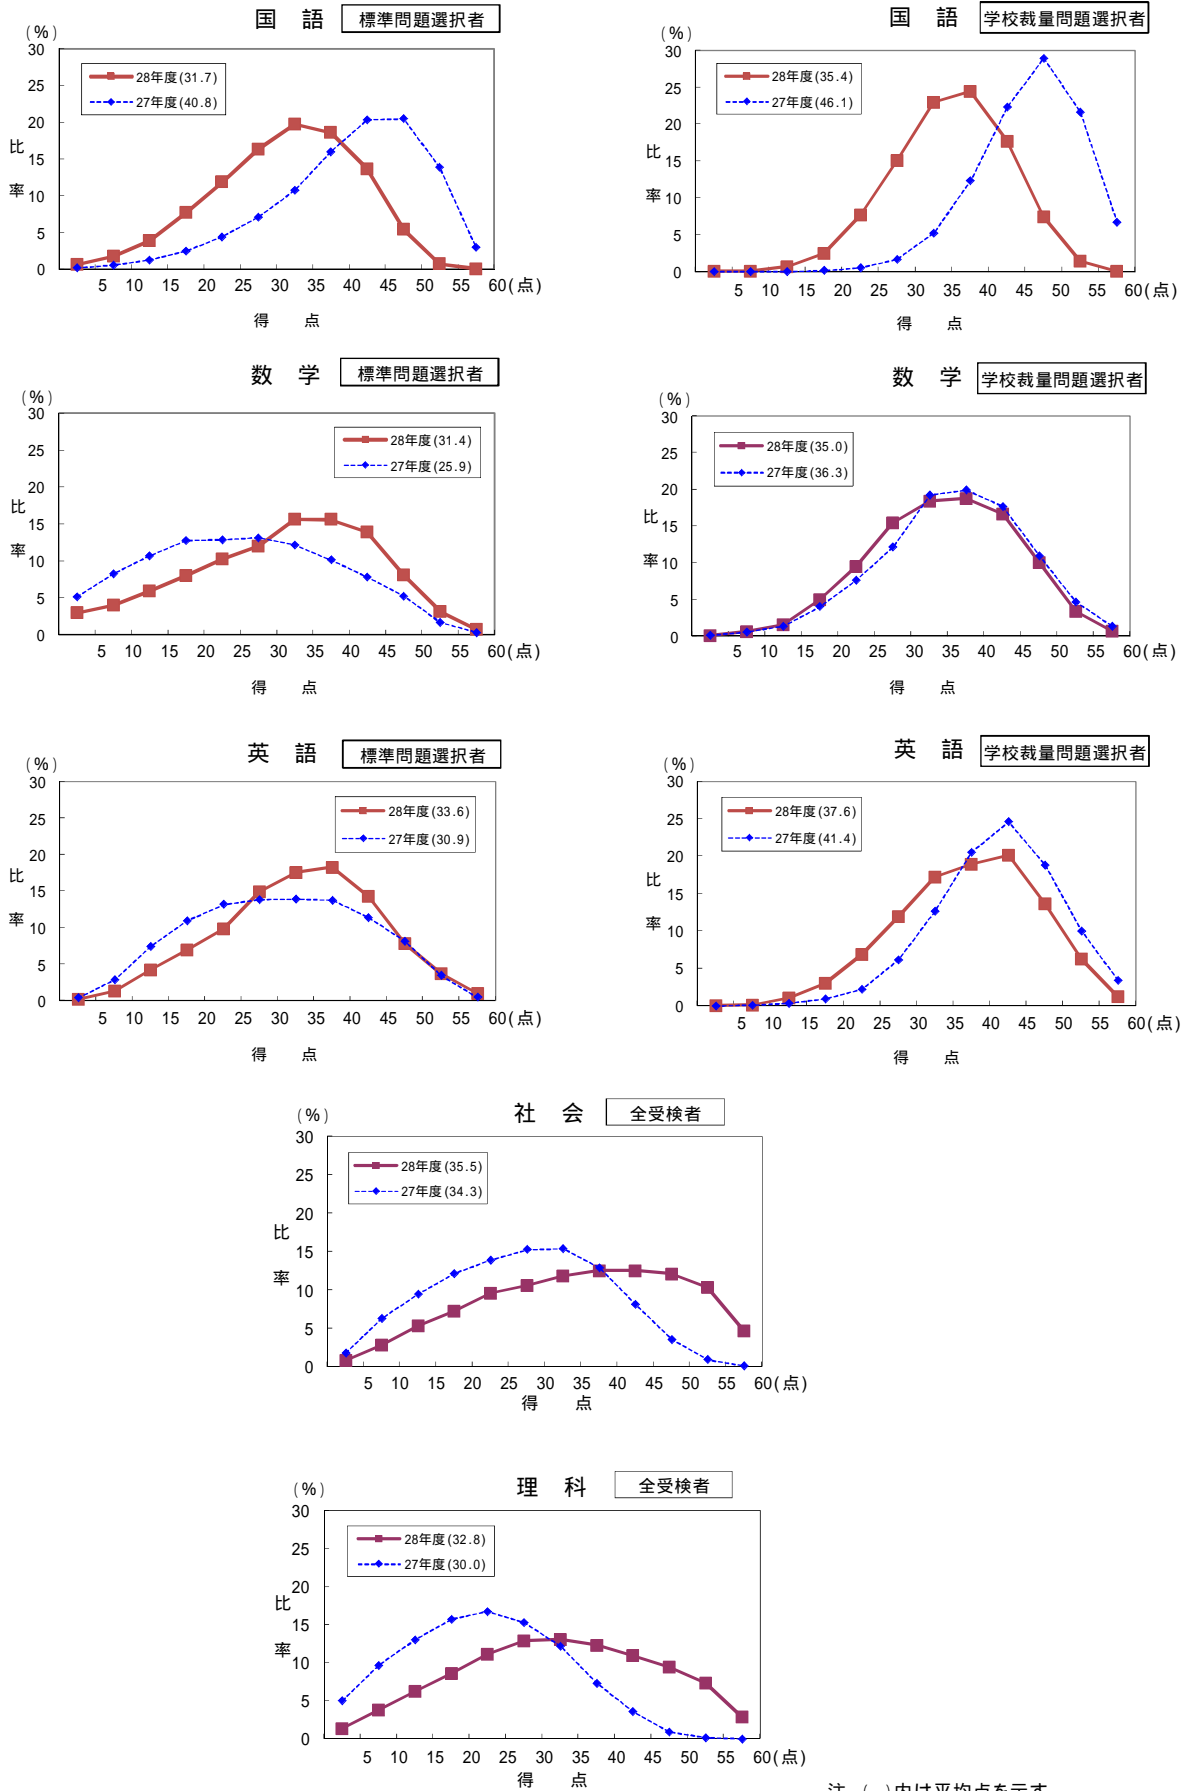 国 語 標準問題選択者
(%)
30
25
20
15
10
5
0
比
率
28年度(31.7)
27年度(40.8)
5 10 15 20 25 30 35 40 45 50 55 60(点)
得 点
国 語 学校裁量問題選択者
(%)
30
25
20
15
10
5
0
比
率
28年度(35.4)
27年度(46.1)
5 10 15 20 25 30 35 40 45 50 55 60(点)
得 点
数 学 標準問題選択者
(%)
30
25
20
15
10
5
0
比
率
28年度(31.4)
27年度(25.9)
5 10 15 20 25 30 35 40 45 50 55 60(点)
得 点
数 学 学校裁量問題選択者
(%)
30
25
20
15
10
5
0
比
率
28年度(35.0)
27年度(36.3)
5 10 15 20 25 30 35 40 45 50 55 60(点)
得 点
英 語 標準問題選択者
(%)
30
25
20
15
10
5
0
比
率
28年度(33.6)
27年度(30.9)
5 10 15 20 25 30 35 40 45 50 55 60(点)
得 点
英 語 学校裁量問題選択者
(%)
30
25
20
15
10
5
0
比
率
28年度(37.6)
27年度(41.4)
5 10 15 20 25 30 35 40 45 50 55 60(点)
得 点
社 会 全受検者
(%)
30
25
20
15
10
5
0
比
率
28年度(35.5)
27年度(34.3)
5 10 15 20 25 30 35 40 45 50 55 60(点)
得 点
理 科 全受検者
(%)
30
25
20
15
10
5
0
比
率
28年度(32.8)
27年度(30.0)
5 10 15 20 25 30 35 40 45 50 55 60(点)
得 点
注 ( )内は平均点を示す